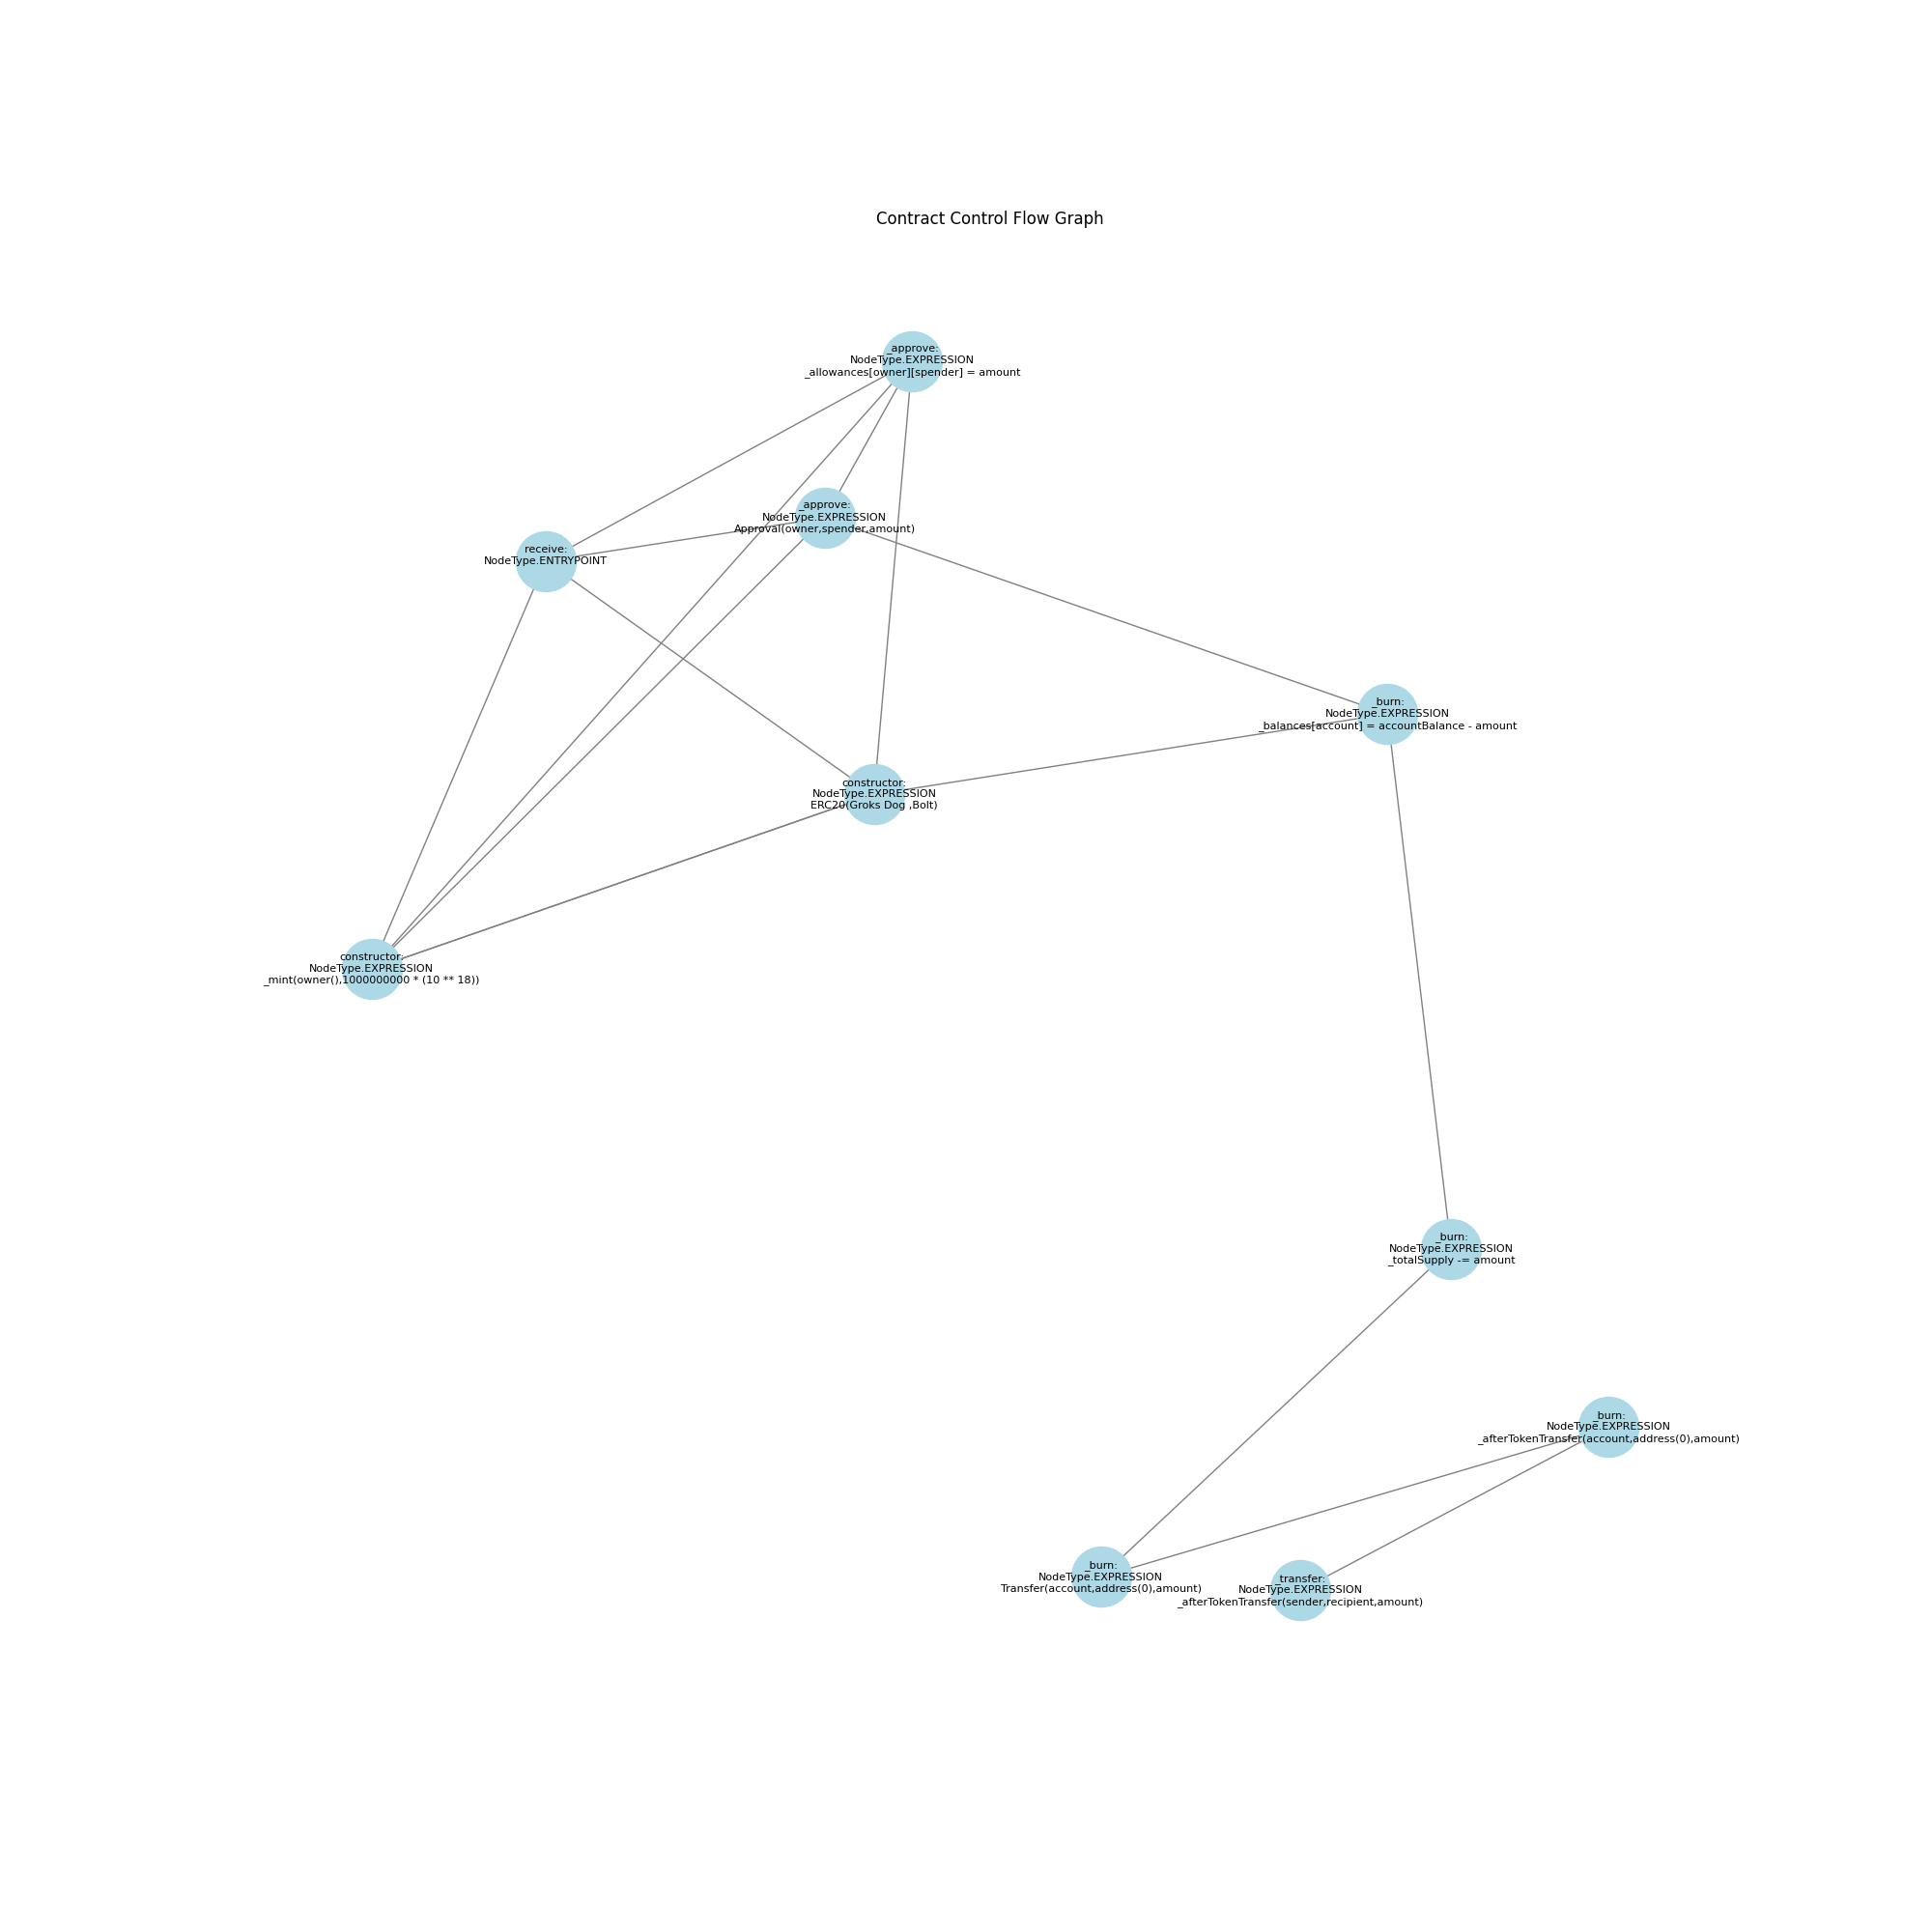 Contract Control Flow Graph
_approve:
NodeType.EXPRESSION
_allowances[owner][spender] = amount
_approve:
NodeType.EXPRESSION
Approval(owner,spender,amount)
receive:
NodeType.ENTRYPOINT
_burn:
NodeType.EXPRESSION
_balances[account] = accountBalance - amount
constructor:
NodeType.EXPRESSION
ERC20(Groks Dog ,Bolt)
constructor:
NodeType.EXPRESSION
_mint(owner(),1000000000 * (10 ** 18))
_burn:
NodeType.EXPRESSION
_totalSupply -= amount
_burn:
NodeType.EXPRESSION
_afterTokenTransfer(account,address(0),amount)
_burn:
NodeType.EXPRESSION
Transfer(account,address(0),amount)
_transfer:
NodeType.EXPRESSION
_afterTokenTransfer(sender,recipient,amount)